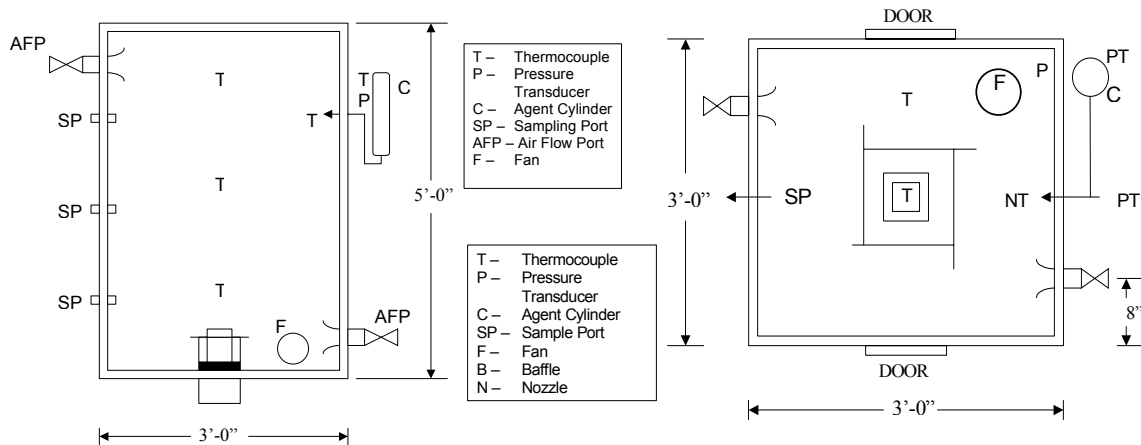 AFP
T
SP
T
P
C
T
T
SP
5’-0”
SP
T
F
AFP
3’-0”
T – Thermocouple
P – Pressure
Transducer
C – Agent Cylinder
SP – Sampling Port
AFP – Air Flow Port
F – Fan
T – Thermocouple
P – Pressure
Transducer
C – Agent Cylinder
SP – Sample Port
F – Fan
B – Baffle
N – Nozzle
DOOR
F
P
PT
C
T
3’-0”
SP
T
NT
PT
8”
DOOR
3’-0”